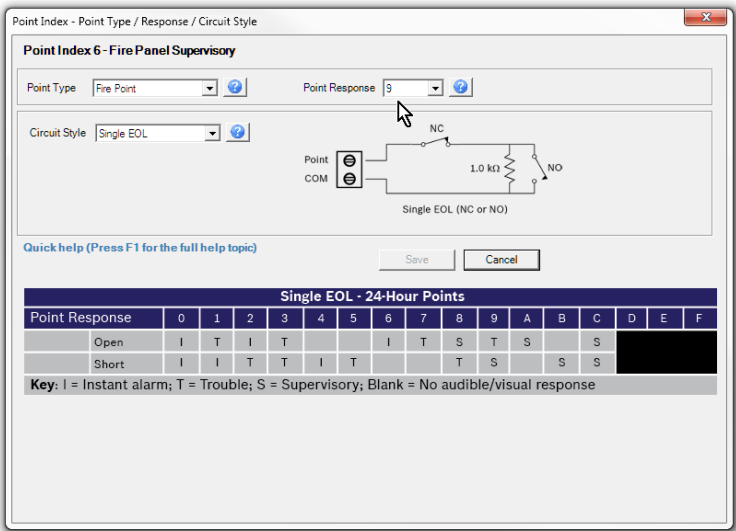 Point Index - Point Type / Response / Circuit Style
Point Index 6 - Fire Panel Supervisory
Point Type Fire Point Point Response 9
Circuit Style Single EOL
NC
Point
1.0 kΩ NO
COM
Single EOL (NC or NO)
Quick help (Press F1 for the full help topic)
Save Cancel
Single EOL - 24-Hour Points
Point Response 0 1 2 3 4 5 6 7 8 9 A B C D E F
Open I T I T I T S T S S
Short I I T T I T T S S S
Key: I = Instant alarm; T = Trouble; S = Supervisory; Blank = No audible/visual response